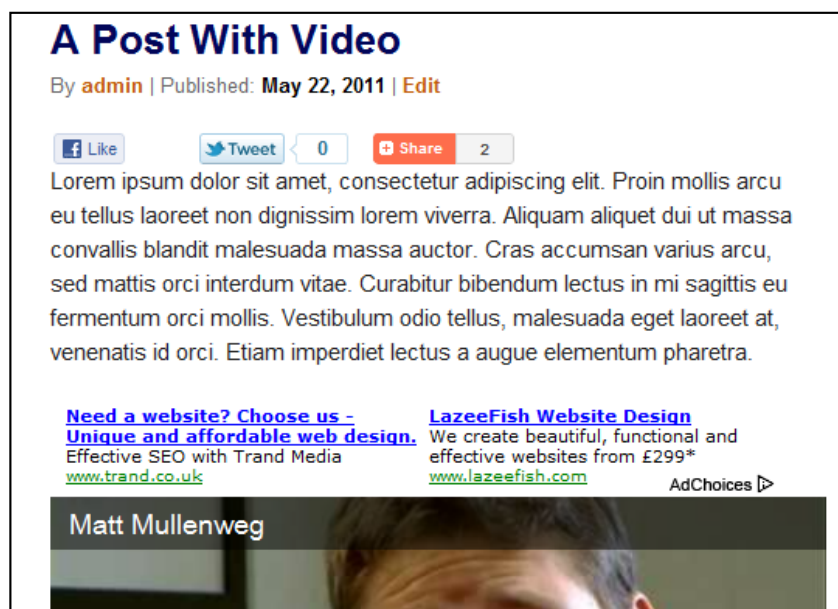 A Post With Video
By admin | Published: May 22, 2011 | Edit
Like Tweet 0 Share 2
Lorem ipsum dolor sit amet, consectetur adipiscing elit. Proin mollis arcu
eu tellus laoreet non dignissim lorem viverra. Aliquam aliquet dui ut massa
convallis blandit malesuada massa auctor. Cras accumsan varius arcu,
sed mattis orci interdum vitae. Curabitur bibendum lectus in mi sagittis eu
fermentum orci mollis. Vestibulum odio tellus, malesuada eget laoreet at,
venenatis id orci. Etiam imperdiet lectus a augue elementum pharetra.
Need a website? Choose us -
Unique and affordable web design.
Effective SEO with Trand Media
www.trand.co.uk
LazeeFish Website Design
We create beautiful, functional and
effective websites from £299*
www.lazeefish.com
AdChoices
Matt Mullenweg